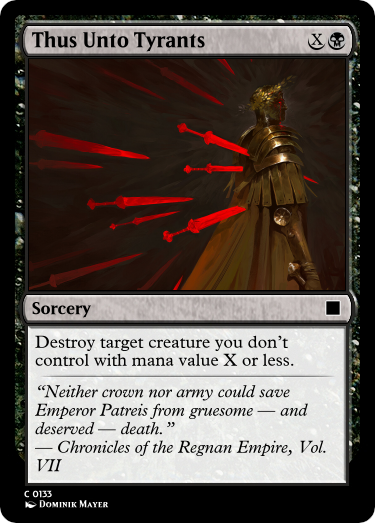 Thus Unto Tyrants X
Sorcery
Destroy target creature you don't
control with mana value X or less.
“Neither crown nor army could save
Emperor Patreis from gruesome — and
deserved — death.”
— Chronicles of the Regnan Empire, Vol.
VII
C 0133
Dominik Mayer